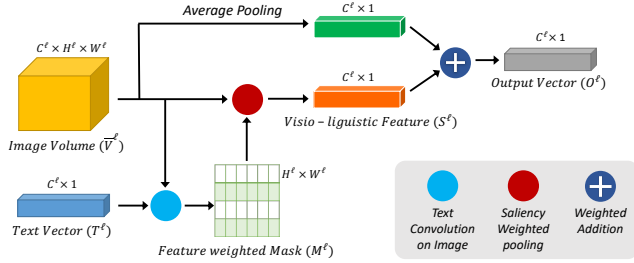 Average Pooling
C^ℓ × 1
C^ℓ × H^ℓ × W^ℓ
C^ℓ × 1
Output Vector (O^ℓ)
C^ℓ × 1
Visio – liguistic Feature (S^ℓ)
Image Volume (V̅^ℓ)
H^ℓ × W^ℓ
C^ℓ × 1
Text Vector (T^ℓ)
Feature weighted Mask (M^ℓ)
Text
Convolution
on Image
Saliency
Weighted
pooling
Weighted
Addition